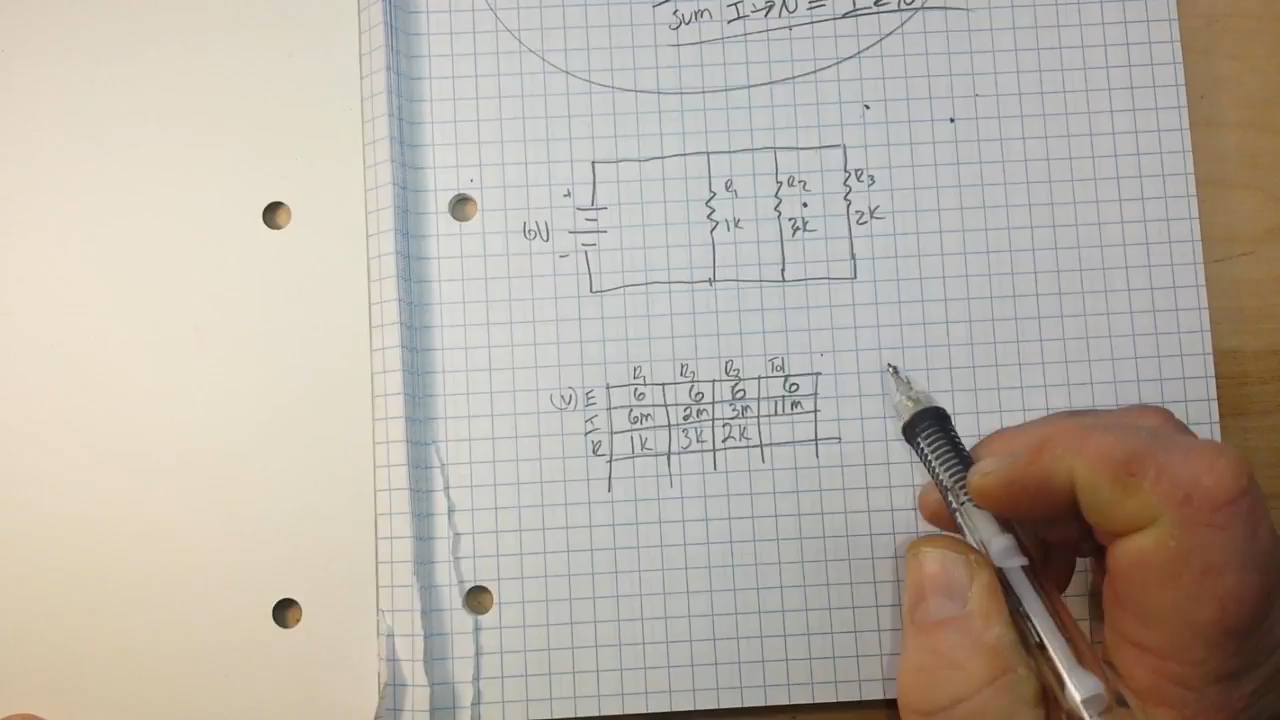 Sum I→N =
R1 R2 R3
1K 3K 2K
6V
+
-
R1 R2 R3 Tot
(V) E 6 6 6 6
I 6m 2m 3m 11m
R 1K 3K 2K